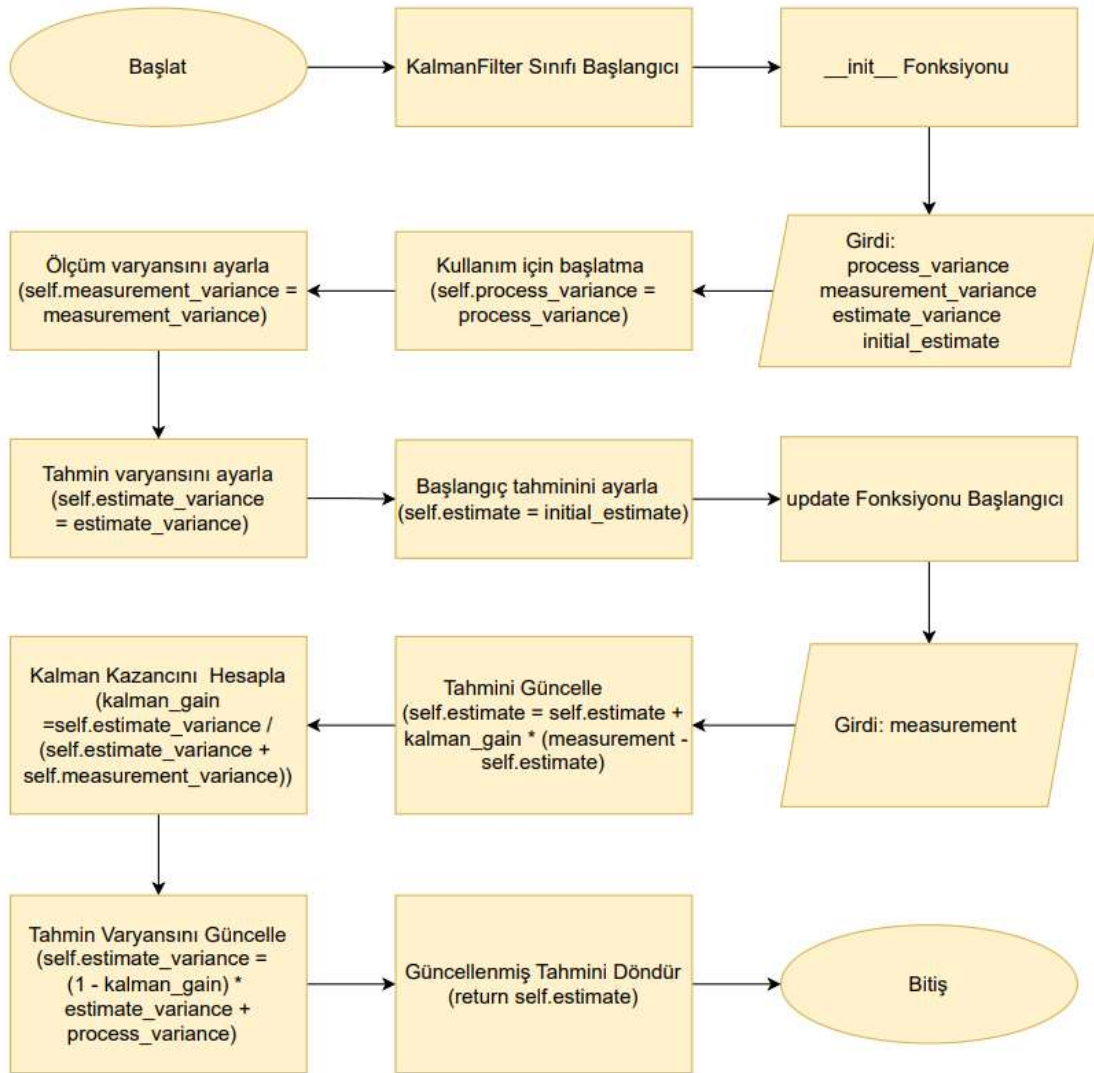 Başlat
KalmanFilter Sınıfı Başlangıcı
__init__ Fonksiyonu
Girdi:
process_variance
measurement_variance
estimate_variance
initial_estimate
Kullanım için başlatma
(self.process_variance =
process_variance)
Ölçüm varyansını ayarla
(self.measurement_variance =
measurement_variance)
Tahmin varyansını ayarla
(self.estimate_variance
= estimate_variance)
Başlangıç tahminini ayarla
(self.estimate = initial_estimate)
update Fonksiyonu Başlangıcı
Girdi: measurement
Tahmini Güncelle
(self.estimate = self.estimate +
kalman_gain * (measurement -
self.estimate)
Kalman Kazancını  Hesapla
(kalman_gain
=self.estimate_variance /
(self.estimate_variance +
self.measurement_variance))
Tahmin Varyansını Güncelle
(self.estimate_variance =
(1 - kalman_gain) *
estimate_variance +
process_variance)
Güncellenmiş Tahmini Döndür
(return self.estimate)
Bitiş